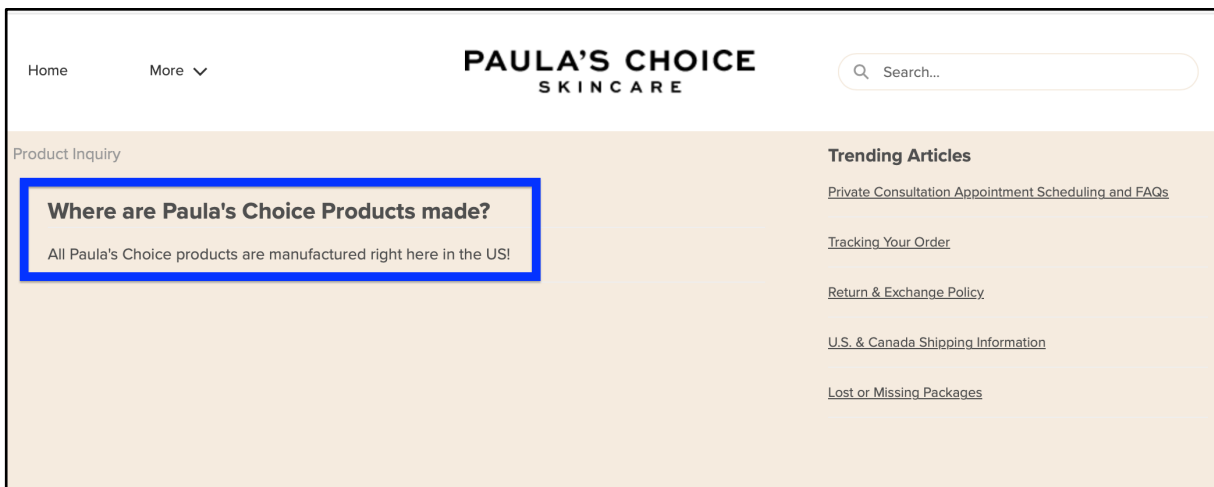 Home
More
PAULA'S CHOICE
SKINCARE
Search...
Product Inquiry
Where are Paula's Choice Products made?
All Paula's Choice products are manufactured right here in the US!
Trending Articles
Private Consultation Appointment Scheduling and FAQs
Tracking Your Order
Return & Exchange Policy
U.S. & Canada Shipping Information
Lost or Missing Packages